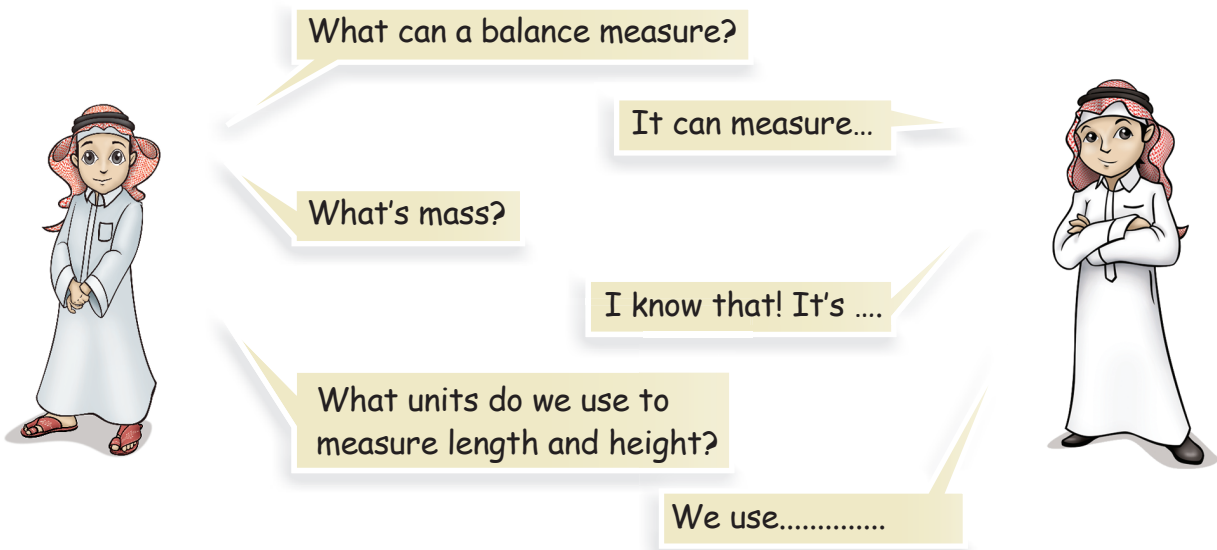 What can a balance measure?
It can measure...
What's mass?
I know that! It's ....
What units do we use to
measure length and height?
We use..............